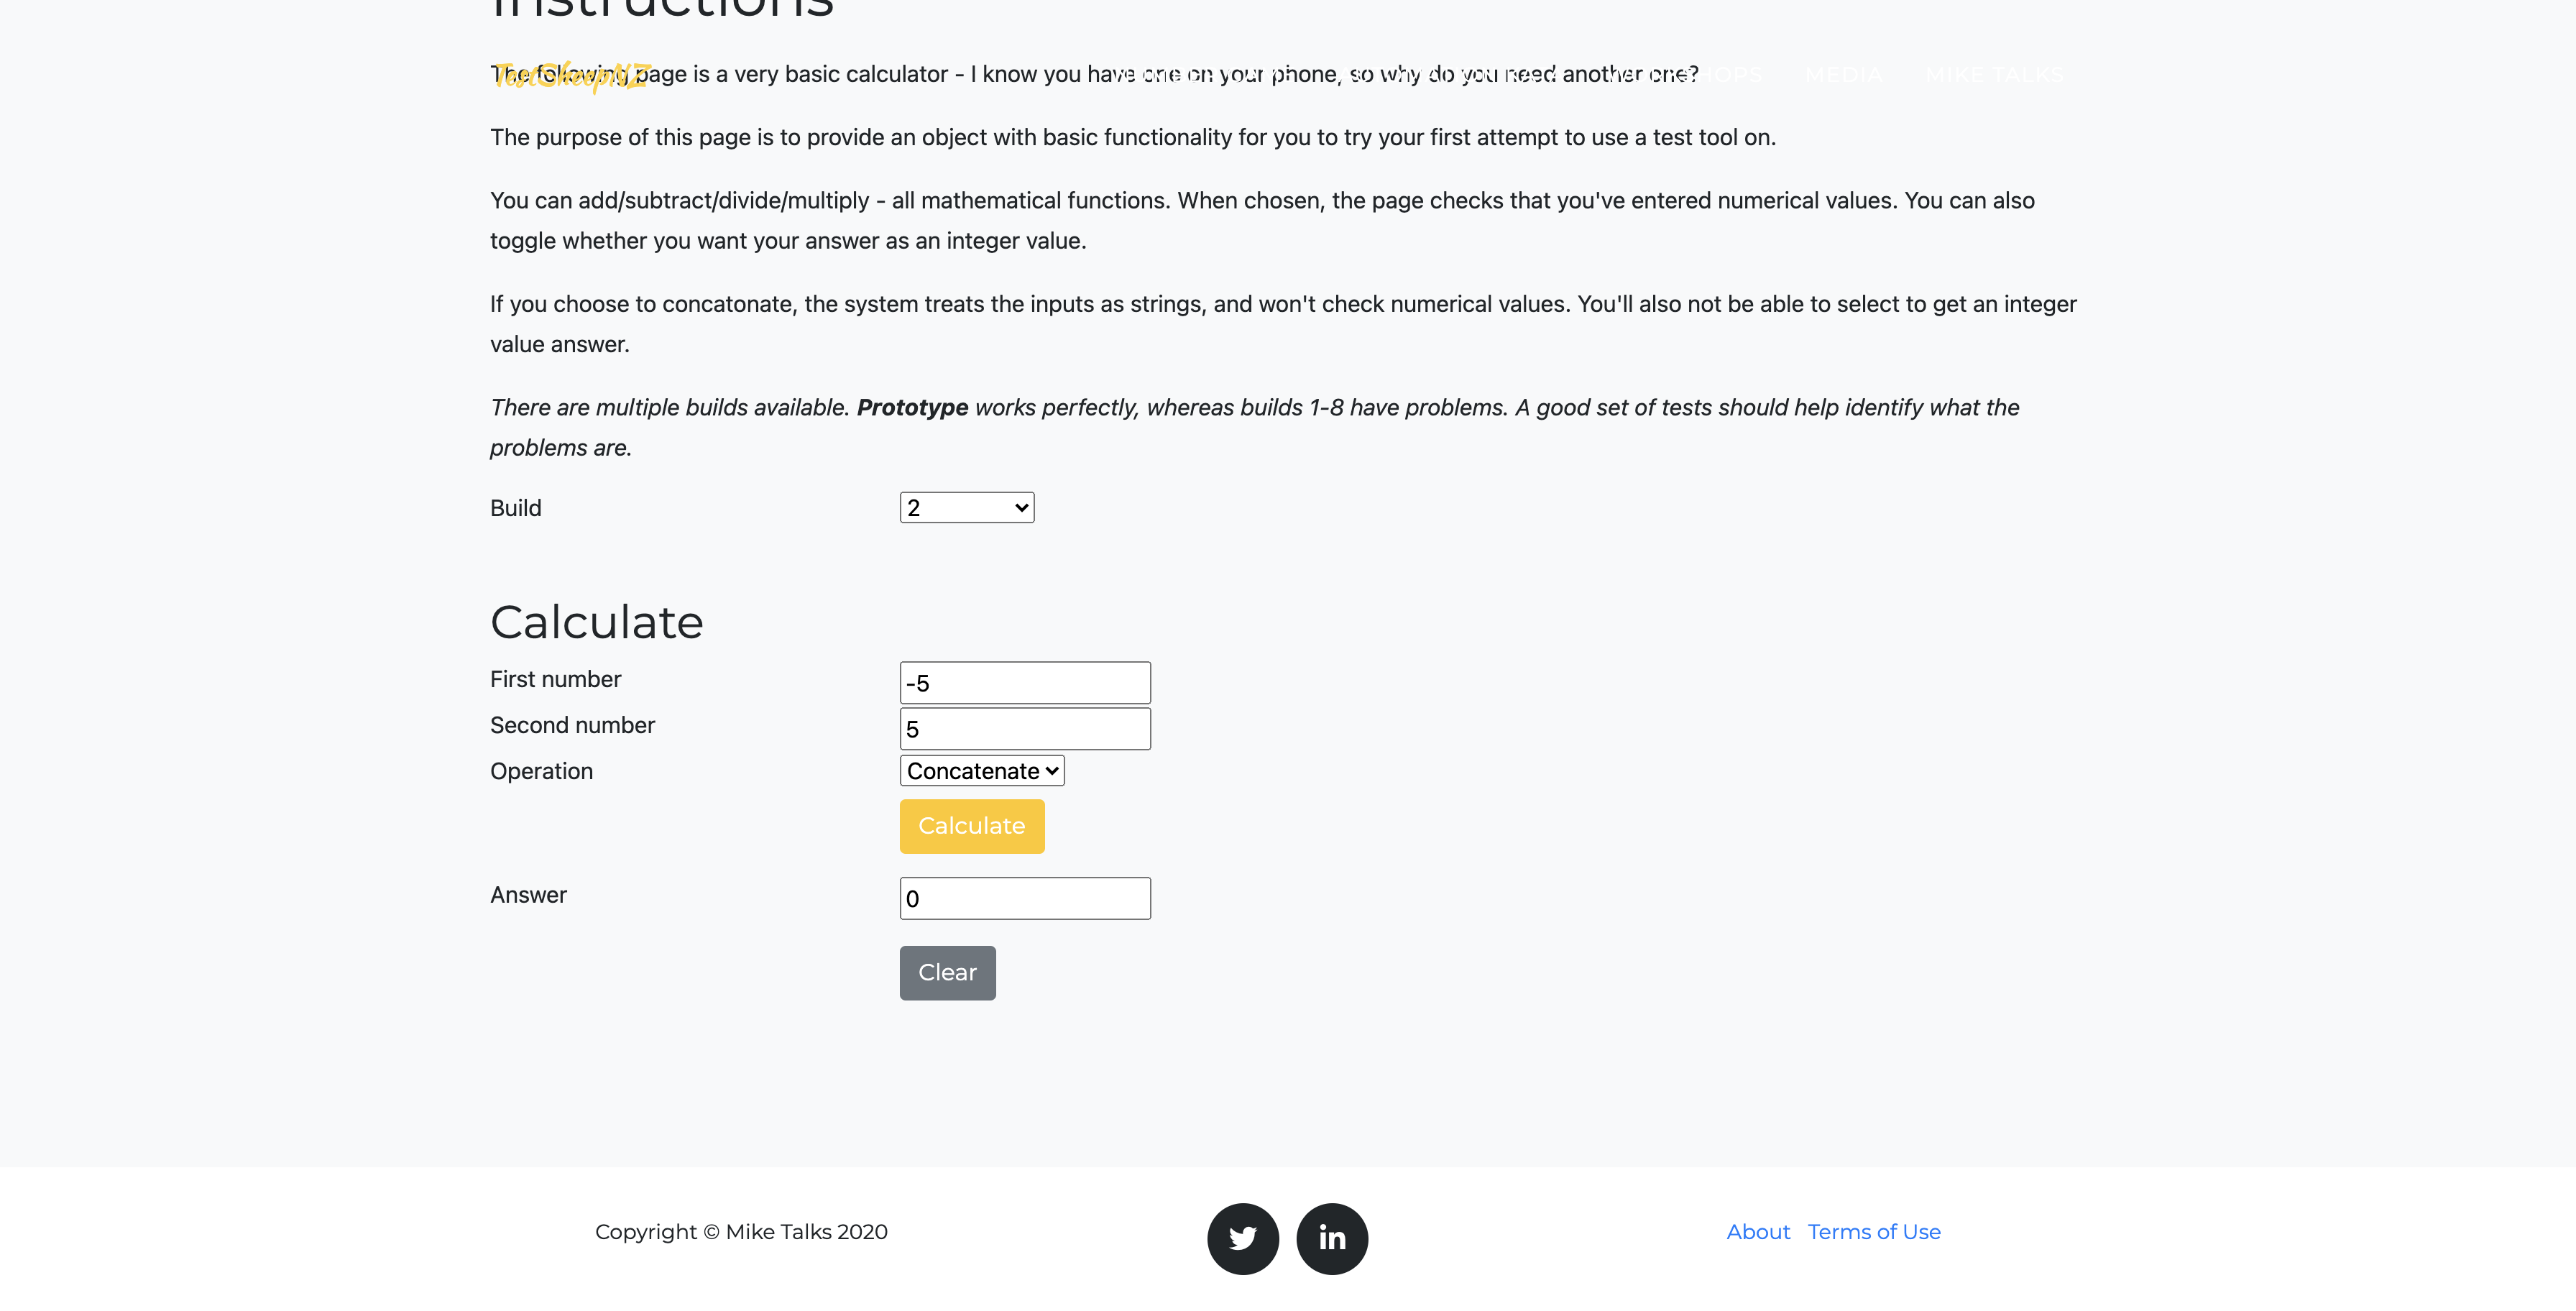 Instructions
TestSheepNZ
The following page is a very basic calculator - I know you have one on your phone, so why do you need another one?
MEDIA MIKE TALKS
The purpose of this page is to provide an object with basic functionality for you to try your first attempt to use a test tool on.
You can add/subtract/divide/multiply - all mathematical functions. When chosen, the page checks that you've entered numerical values. You can also
toggle whether you want your answer as an integer value.
If you choose to concatonate, the system treats the inputs as strings, and won't check numerical values. You'll also not be able to select to get an integer
value answer.
There are multiple builds available. Prototype works perfectly, whereas builds 1-8 have problems. A good set of tests should help identify what the
problems are.
Build 2
Calculate
First number -5
Second number 5
Operation Concatenate
Calculate
Answer 0
Clear
Copyright © Mike Talks 2020
in
About Terms of Use